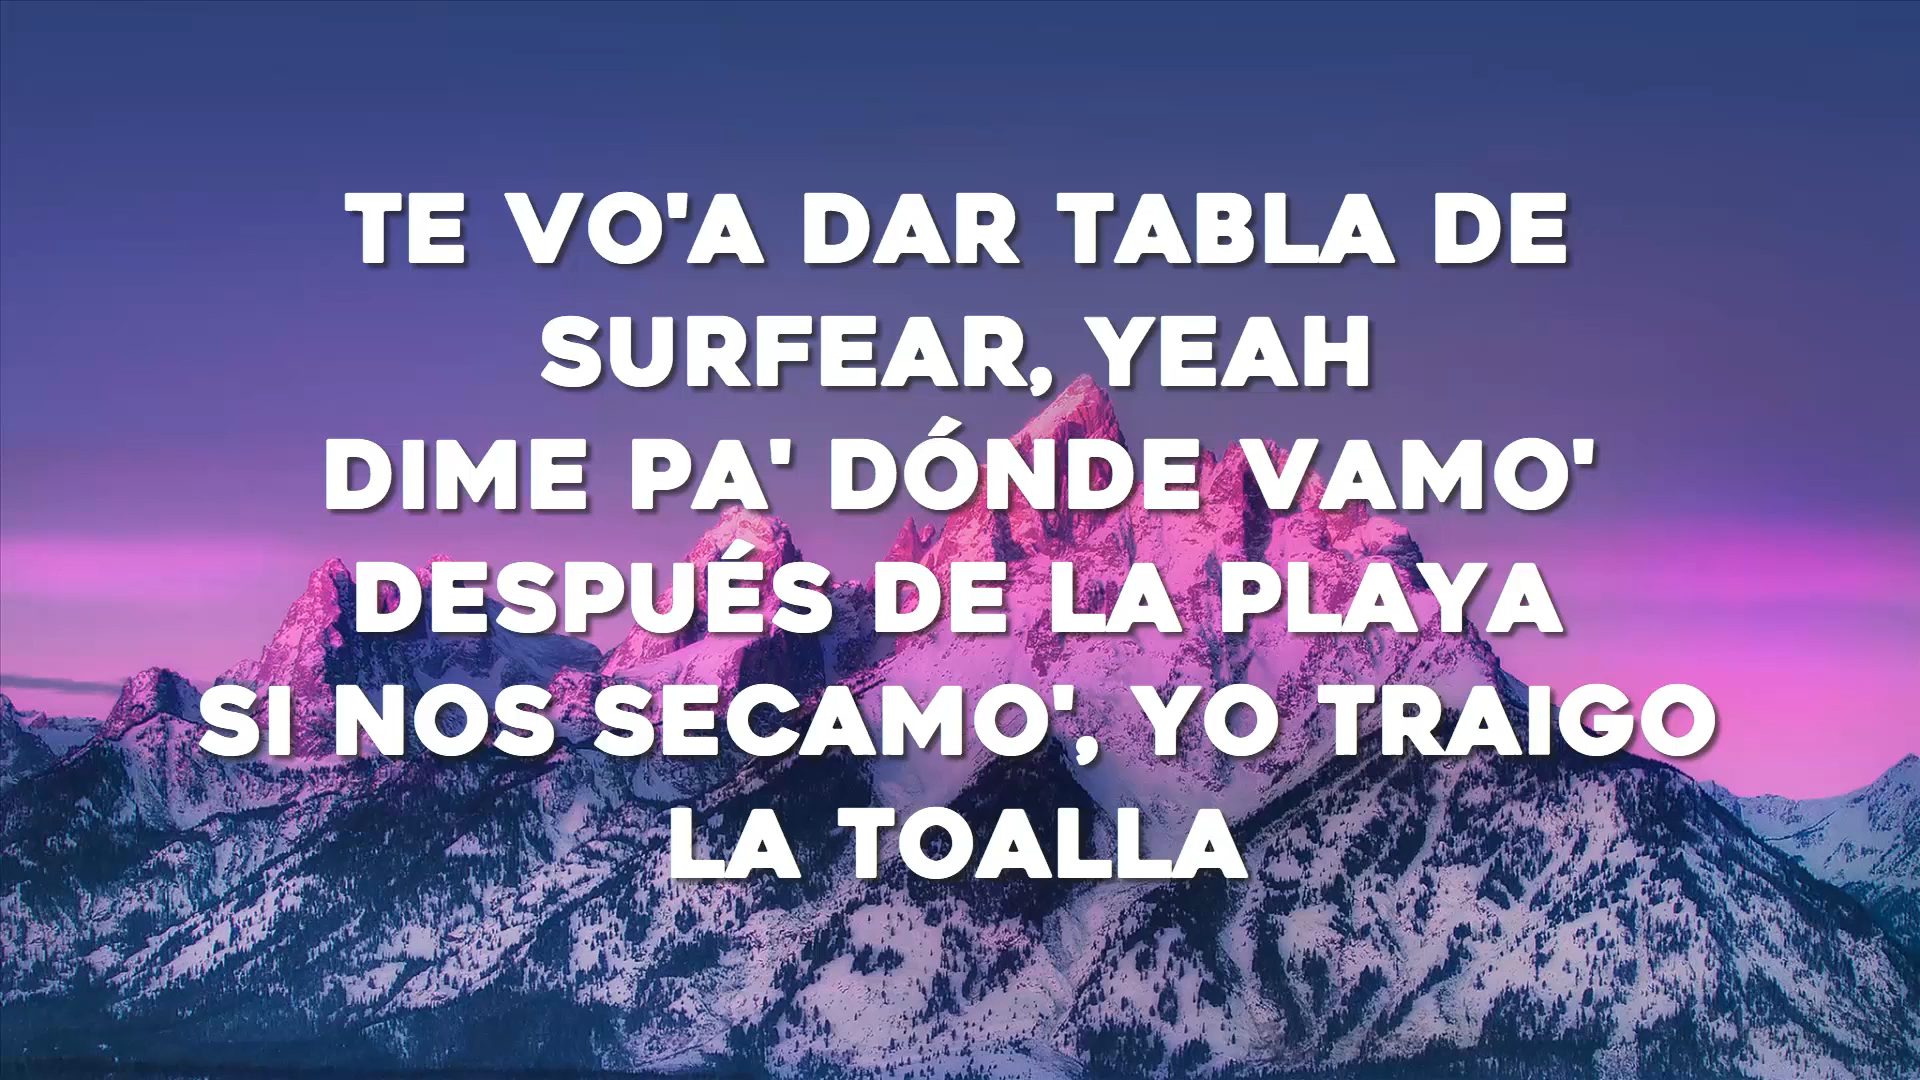 TE VO'A DAR TABLA DE
SURFEAR, YEAH
DIME PA' DÓNDE VAMO'
DESPUÉS DE LA PLAYA
SI NOS SECAMO', YO TRAIGO
LA TOALLA